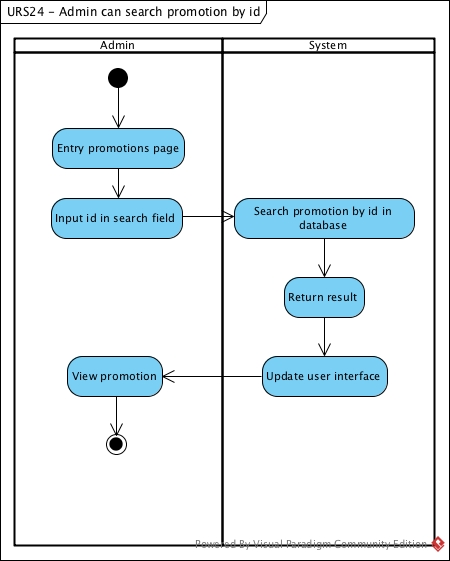 URS24 - Admin can search promotion by id
Admin
System
Entry promotions page
Input id in search field
Search promotion by id in
database
Return result
View promotion
Update user interface
Powered By Visual Paradigm Community Edition